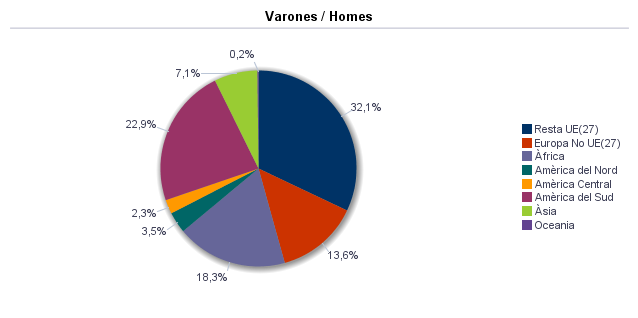 Varones / Homes
0,2%
7,1%
32,1%
22,9%
2,3%
3,5%
18,3%
13,6%
Resta UE(27)
Europa No UE(27)
Àfrica
Amèrica del Nord
Amèrica Central
Amèrica del Sud
Àsia
Oceania